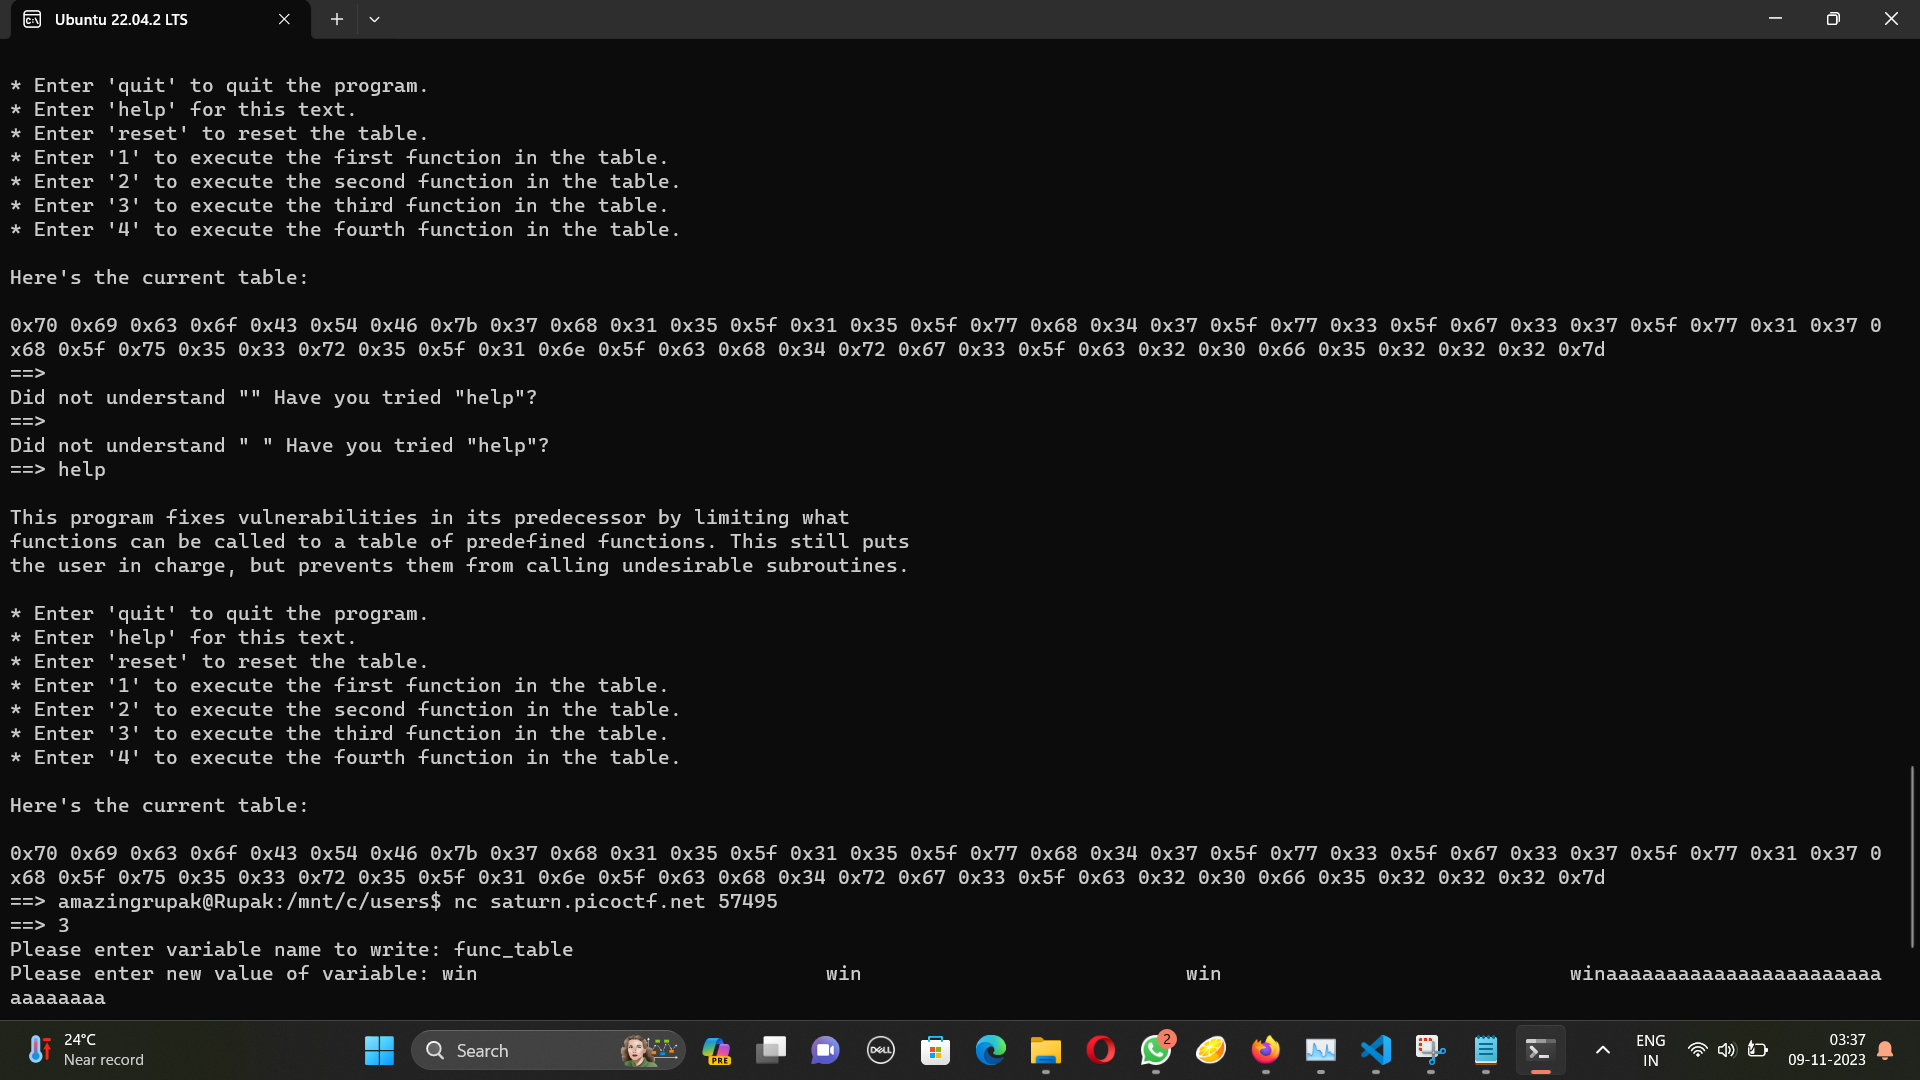 Ubuntu 22.04.2 LTS
* Enter 'quit' to quit the program.
* Enter 'help' for this text.
* Enter 'reset' to reset the table.
* Enter '1' to execute the first function in the table.
* Enter '2' to execute the second function in the table.
* Enter '3' to execute the third function in the table.
* Enter '4' to execute the fourth function in the table.
Here's the current table:
0x70 0x69 0x63 0x6f 0x43 0x54 0x46 0x7b 0x37 0x68 0x31 0x35 0x5f 0x31 0x35 0x5f 0x77 0x68 0x34 0x37 0x5f 0x77 0x33 0x5f 0x67 0x33 0x37 0x5f 0x77 0x31 0x37 0
x68 0x5f 0x75 0x35 0x33 0x72 0x35 0x5f 0x31 0x6e 0x5f 0x63 0x68 0x34 0x72 0x67 0x33 0x5f 0x63 0x32 0x30 0x66 0x35 0x32 0x32 0x32 0x7d
==>
Did not understand "" Have you tried "help"?
==>
Did not understand " " Have you tried "help"?
==> help
This program fixes vulnerabilities in its predecessor by limiting what
functions can be called to a table of predefined functions. This still puts
the user in charge, but prevents them from calling undesirable subroutines.
* Enter 'quit' to quit the program.
* Enter 'help' for this text.
* Enter 'reset' to reset the table.
* Enter '1' to execute the first function in the table.
* Enter '2' to execute the second function in the table.
* Enter '3' to execute the third function in the table.
* Enter '4' to execute the fourth function in the table.
Here's the current table:
0x70 0x69 0x63 0x6f 0x43 0x54 0x46 0x7b 0x37 0x68 0x31 0x35 0x5f 0x31 0x35 0x5f 0x77 0x68 0x34 0x37 0x5f 0x77 0x33 0x5f 0x67 0x33 0x37 0x5f 0x77 0x31 0x37 0
x68 0x5f 0x75 0x35 0x33 0x72 0x35 0x5f 0x31 0x6e 0x5f 0x63 0x68 0x34 0x72 0x67 0x33 0x5f 0x63 0x32 0x30 0x66 0x35 0x32 0x32 0x32 0x7d
==> amazingrupak@Rupak:/mnt/c/users$ nc saturn.picoctf.net 57495
==> 3
Please enter variable name to write: func_table
Please enter new value of variable: win                             win                           win                             winaaaaaaaaaaaaaaaaaaaaaaa
aaaaaaaa
24°C
Near record
Search
PRE
DELL
2
ENG
IN
03:37
09-11-2023